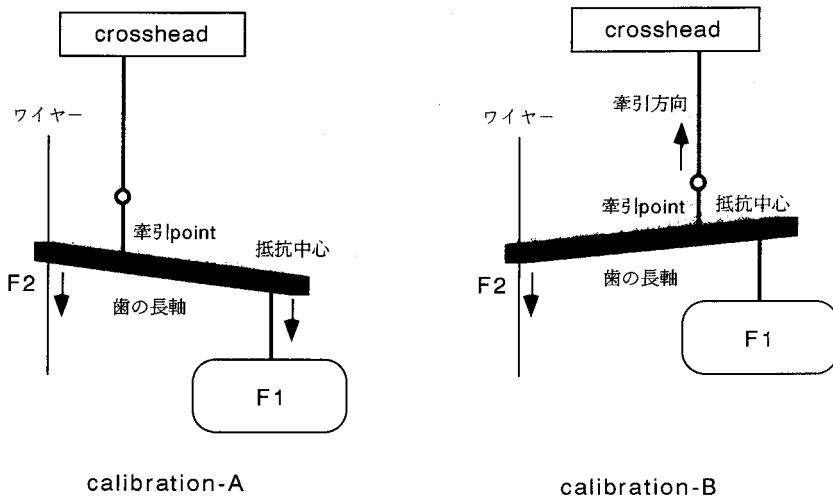 crosshead
ワイヤー
牽引point
抵抗中心
F2
歯の長軸
F1
calibration-A
crosshead
牽引方向
ワイヤー
牽引point
抵抗中心
F2
歯の長軸
F1
calibration-B